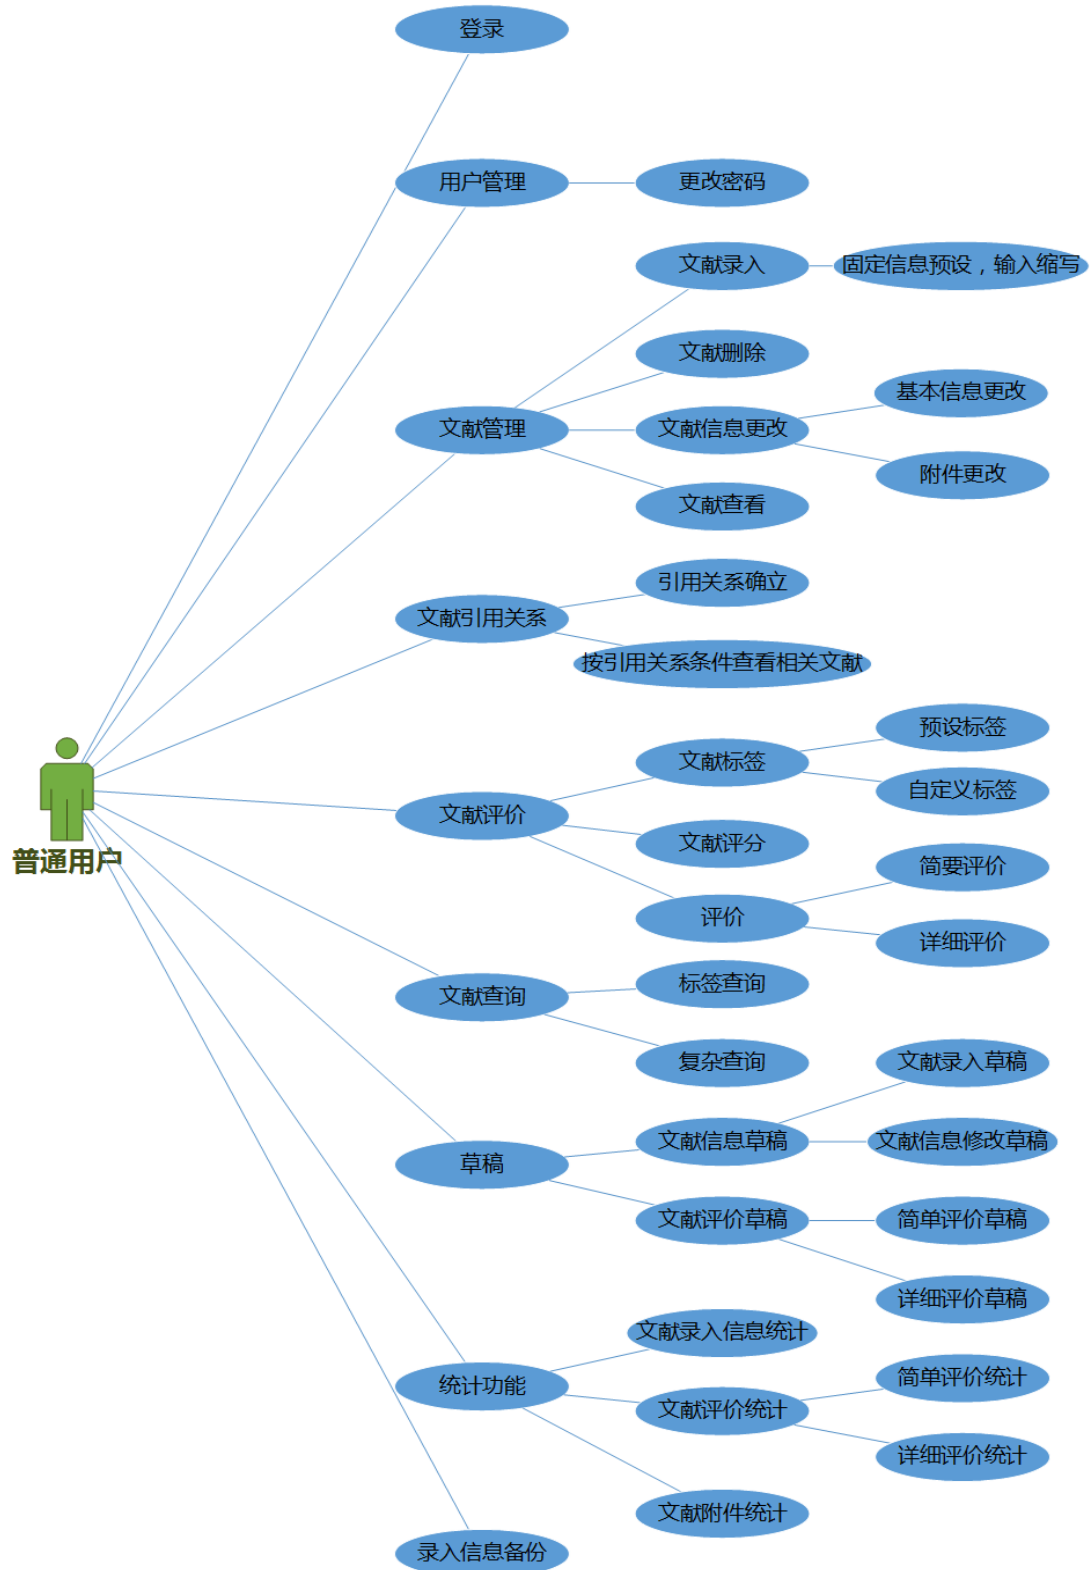 登录
用户管理
更改密码
文献录入
固定信息预设，输入缩写
文献删除
基本信息更改
文献管理
文献信息更改
附件更改
文献查看
引用关系确立
文献引用关系
按引用关系条件查看相关文献
预设标签
文献标签
自定义标签
文献评价
文献评分
普通用户
简要评价
评价
详细评价
标签查询
文献查询
复杂查询
文献录入草稿
文献信息草稿
文献信息修改草稿
草稿
文献评价草稿
简单评价草稿
详细评价草稿
文献录入信息统计
简单评价统计
统计功能
文献评价统计
详细评价统计
文献附件统计
录入信息备份